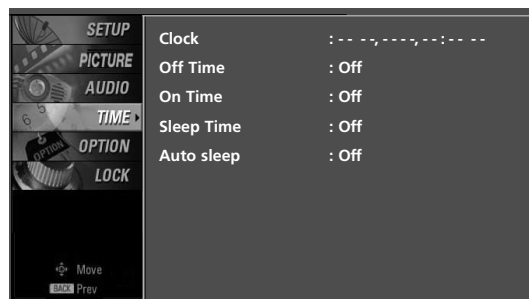 SETUP
PICTURE
AUDIO
TIME
OPTION
LOCK
Move
BACK Prev
Clock : -- --, ----, --:-- --
Off Time : Off
On Time : Off
Sleep Time : Off
Auto sleep : Off